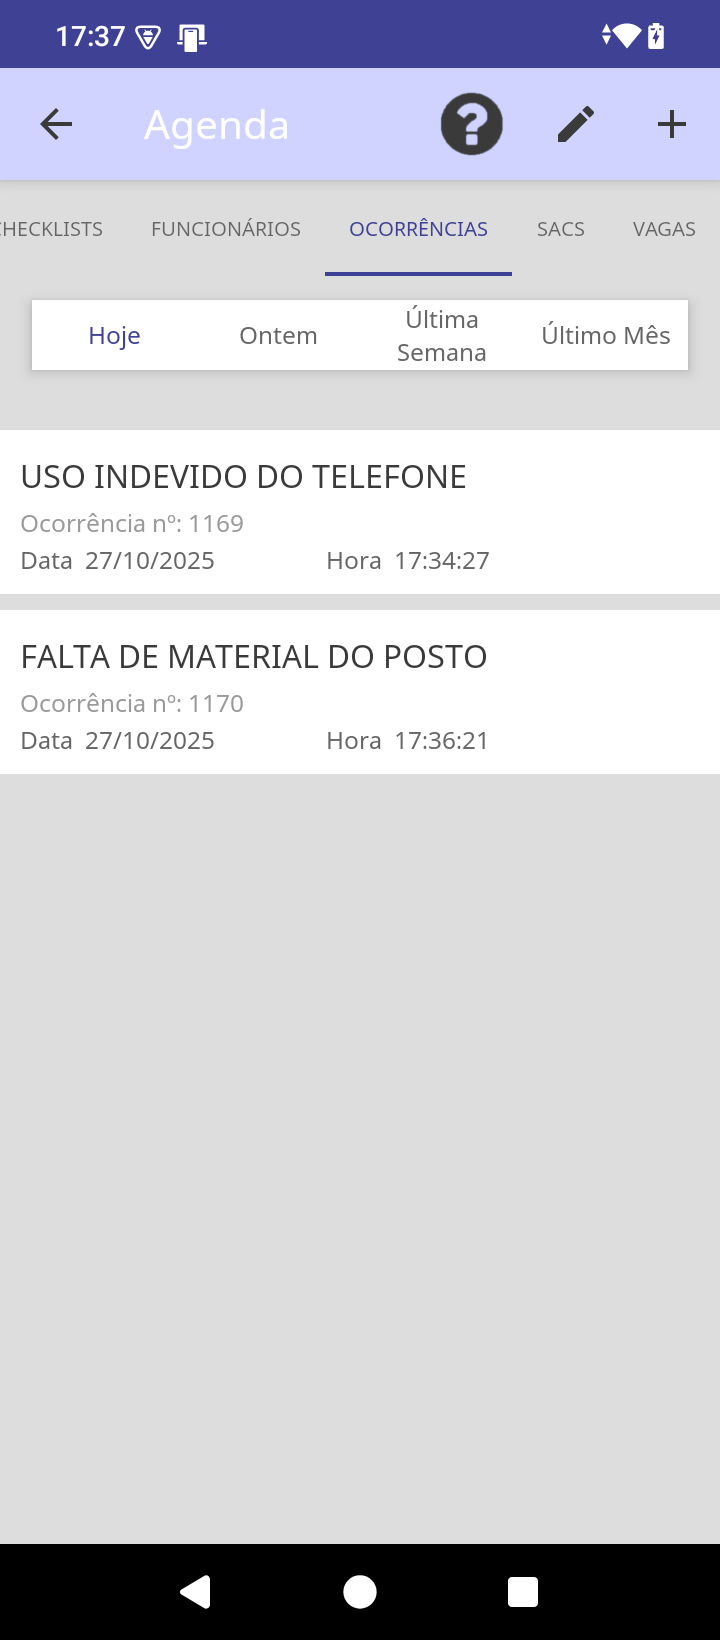 17:37
Agenda
CHECKLISTS FUNCIONÁRIOS OCORRÊNCIAS SACS VAGAS
Hoje Ontem Última Semana Último Mês
USO INDEVIDO DO TELEFONE
Ocorrência nº: 1169
Data 27/10/2025 Hora 17:34:27
FALTA DE MATERIAL DO POSTO
Ocorrência nº: 1170
Data 27/10/2025 Hora 17:36:21